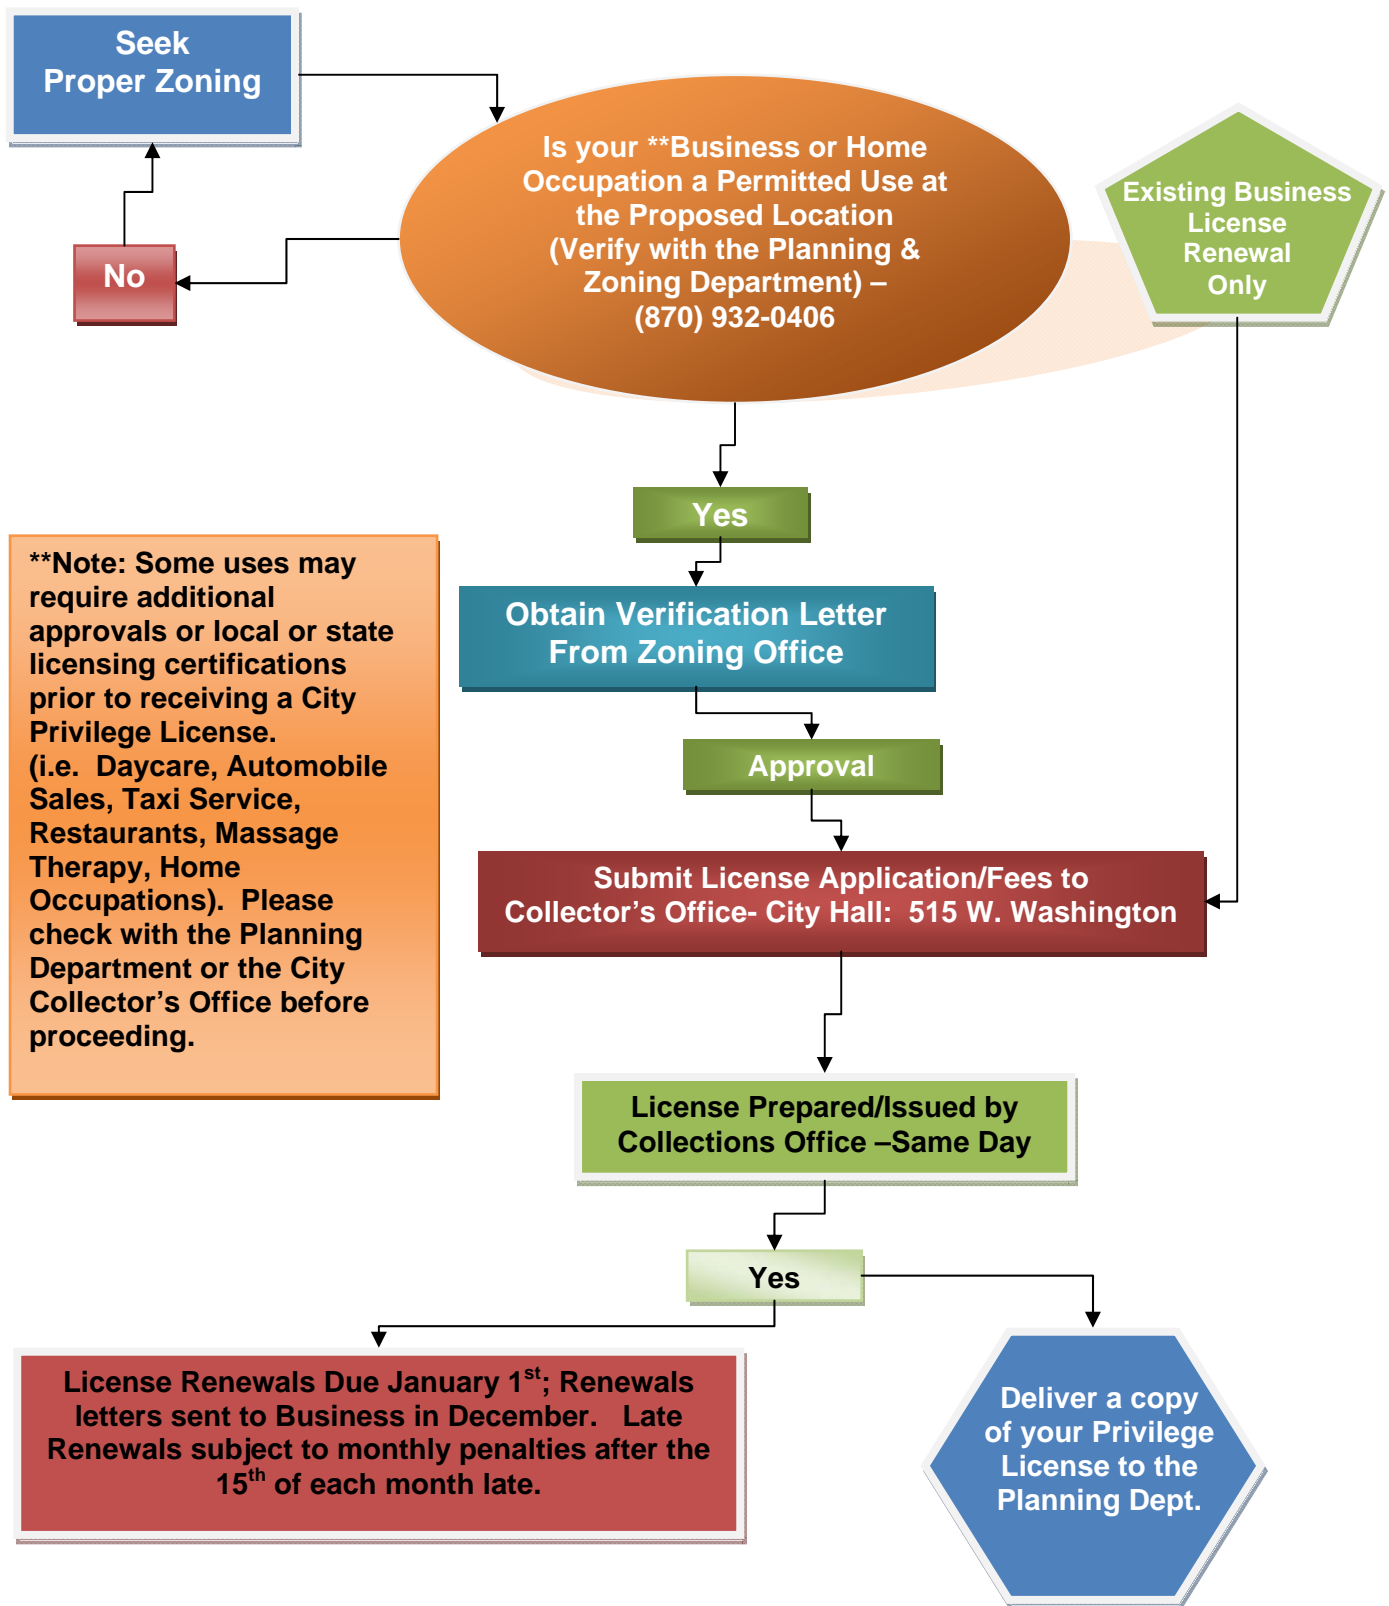 Seek
Proper Zoning
Is your **Business or Home
Occupation a Permitted Use at
the Proposed Location
(Verify with the Planning &
Zoning Department) –
(870) 932-0406
Existing Business
License
Renewal
Only
No
Yes
**Note: Some uses may
require additional
approvals or local or state
licensing certifications
prior to receiving a City
Privilege License.
(i.e. Daycare, Automobile
Sales, Taxi Service,
Restaurants, Massage
Therapy, Home
Occupations). Please
check with the Planning
Department or the City
Collector’s Office before
proceeding.
Obtain Verification Letter
From Zoning Office
Approval
Submit License Application/Fees to
Collector’s Office- City Hall: 515 W. Washington
License Prepared/Issued by
Collections Office –Same Day
Yes
License Renewals Due January 1st; Renewals
letters sent to Business in December. Late
Renewals subject to monthly penalties after the
15th of each month late.
Deliver a copy
of your Privilege
License to the
Planning Dept.